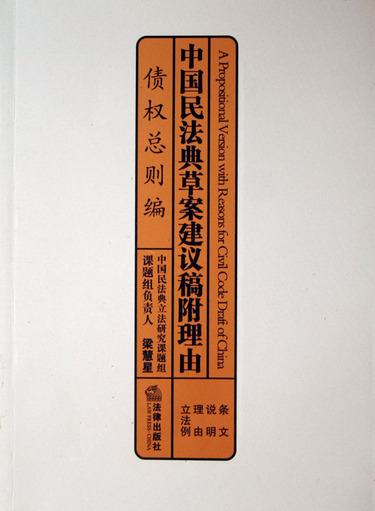 A Propositional Version with Reasons for Civil Code Draft of China
中国民法典草案建议稿附理由
债权总则编
中国民法典立法研究课题组
课题组负责人 梁慧星
条文
说明
理由
立法例
法律出版社
LAW PRESS·CHINA